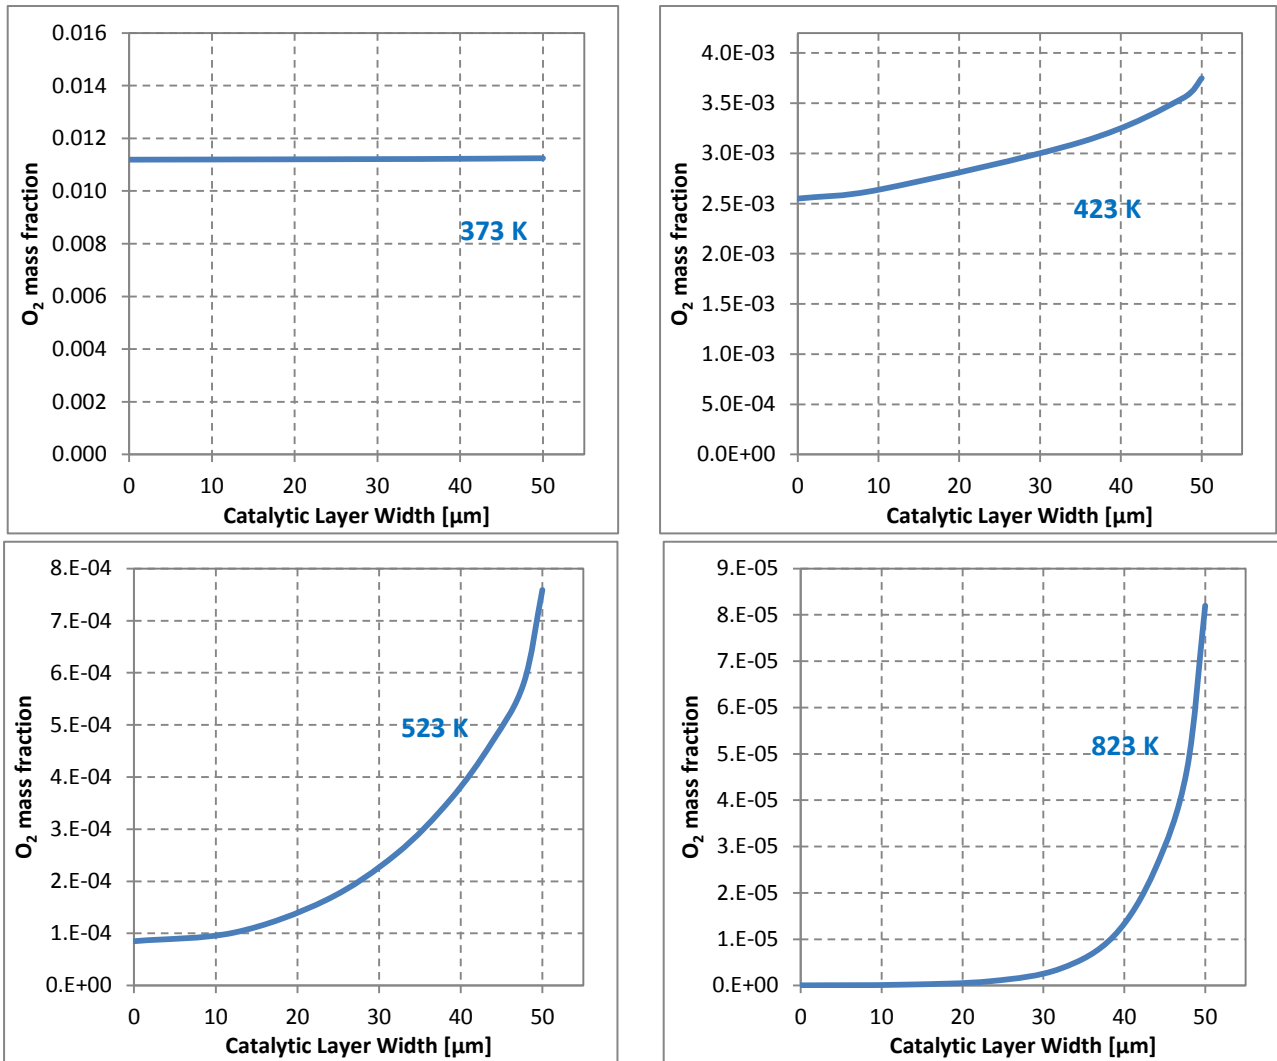 0.016
0.014
0.012
0.010
0.008
0.006
0.004
0.002
0.000
O₂ mass fraction
373 K
0 10 20 30 40 50
Catalytic Layer Width [µm]
4.0E-03
3.5E-03
3.0E-03
2.5E-03
2.0E-03
1.5E-03
1.0E-03
5.0E-04
0.0E+00
O₂ mass fraction
423 K
0 10 20 30 40 50
Catalytic Layer Width [µm]
8.E-04
7.E-04
6.E-04
5.E-04
4.E-04
3.E-04
2.E-04
1.E-04
0.E+00
O₂ mass fraction
523 K
0 10 20 30 40 50
Catalytic Layer Width [µm]
9.E-05
8.E-05
7.E-05
6.E-05
5.E-05
4.E-05
3.E-05
2.E-05
1.E-05
0.E+00
O₂ mass fraction
823 K
0 10 20 30 40 50
Catalytic Layer Width [µm]